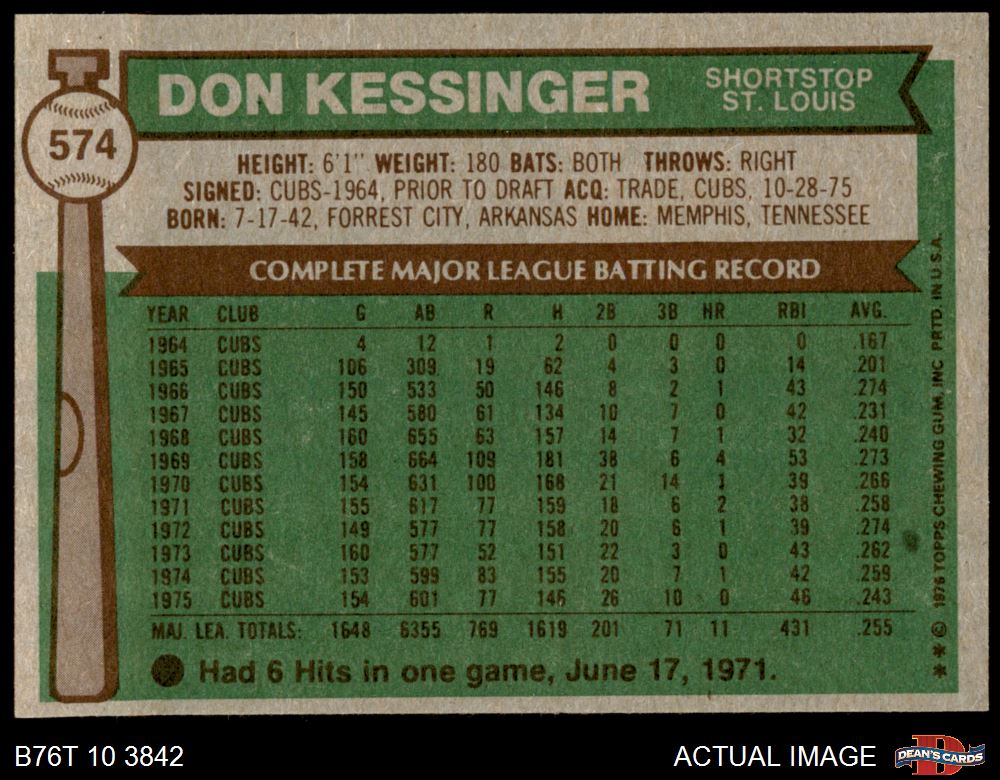 574
DON KESSINGER
SHORTSTOP
ST. LOUIS
HEIGHT: 6'1" WEIGHT: 180 BATS: BOTH THROWS: RIGHT
SIGNED: CUBS-1964, PRIOR TO DRAFT ACQ: TRADE, CUBS, 10-28-75
BORN: 7-17-42, FORREST CITY, ARKANSAS HOME: MEMPHIS, TENNESSEE
COMPLETE MAJOR LEAGUE BATTING RECORD
YEAR CLUB G AB R H 2B 3B HR RBI AVG.
1964 CUBS 4 12 1 2 0 0 0 0 .167
1965 CUBS 106 309 19 62 4 3 0 14 .201
1966 CUBS 150 533 50 146 8 2 1 43 .274
1967 CUBS 145 580 61 134 10 7 0 42 .231
1968 CUBS 160 655 63 157 14 7 1 32 .240
1969 CUBS 158 664 109 181 38 6 4 53 .273
1970 CUBS 154 631 100 168 21 14 1 39 .266
1971 CUBS 155 617 77 159 18 6 2 38 .258
1972 CUBS 149 577 77 158 20 6 1 39 .274
1973 CUBS 160 577 52 151 22 3 0 43 .262
1974 CUBS 153 599 83 155 20 7 1 42 .259
1975 CUBS 154 601 77 146 26 10 0 46 .243
MAJ. LEA. TOTALS: 1648 6355 769 1619 201 71 11 431 .255
Had 6 Hits in one game, June 17, 1971.
***© 1976 TOPPS CHEWING GUM, INC PRTD. IN U.S.A.
B76T 10 3842
ACTUAL IMAGE
DEAN'S CARDS